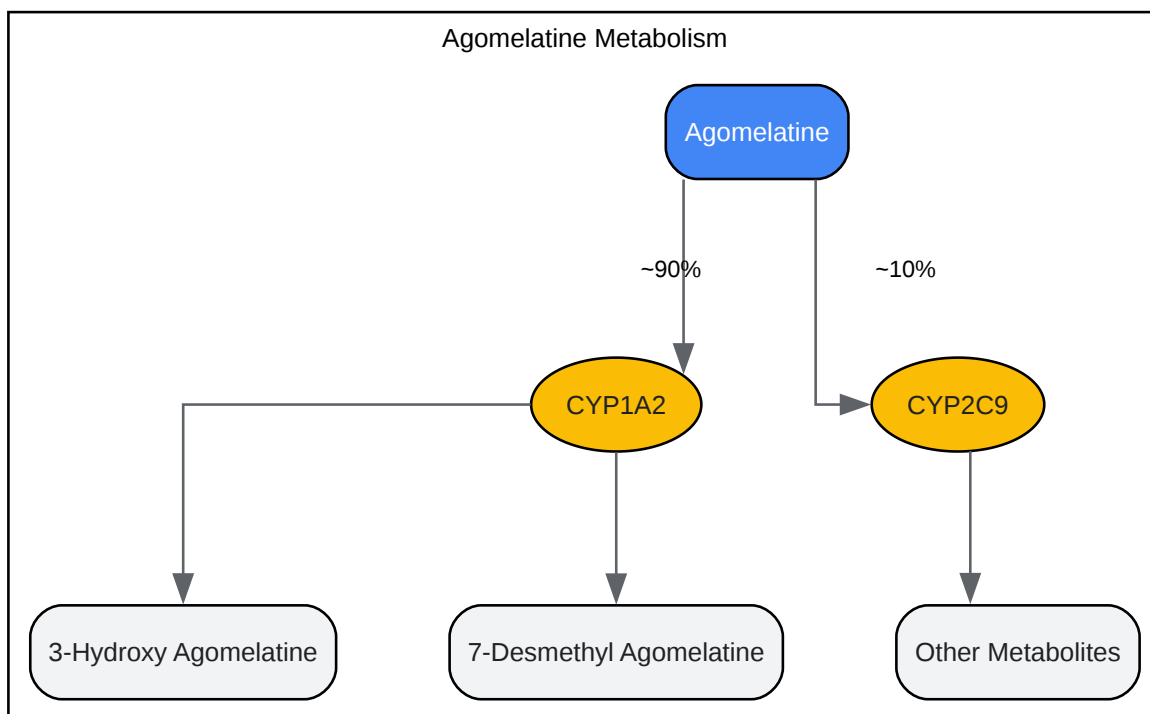 Agomelatine Metabolism
Agomelatine
~90%
~10%
CYP1A2
CYP2C9
3-Hydroxy Agomelatine
7-Desmethyl Agomelatine
Other Metabolites